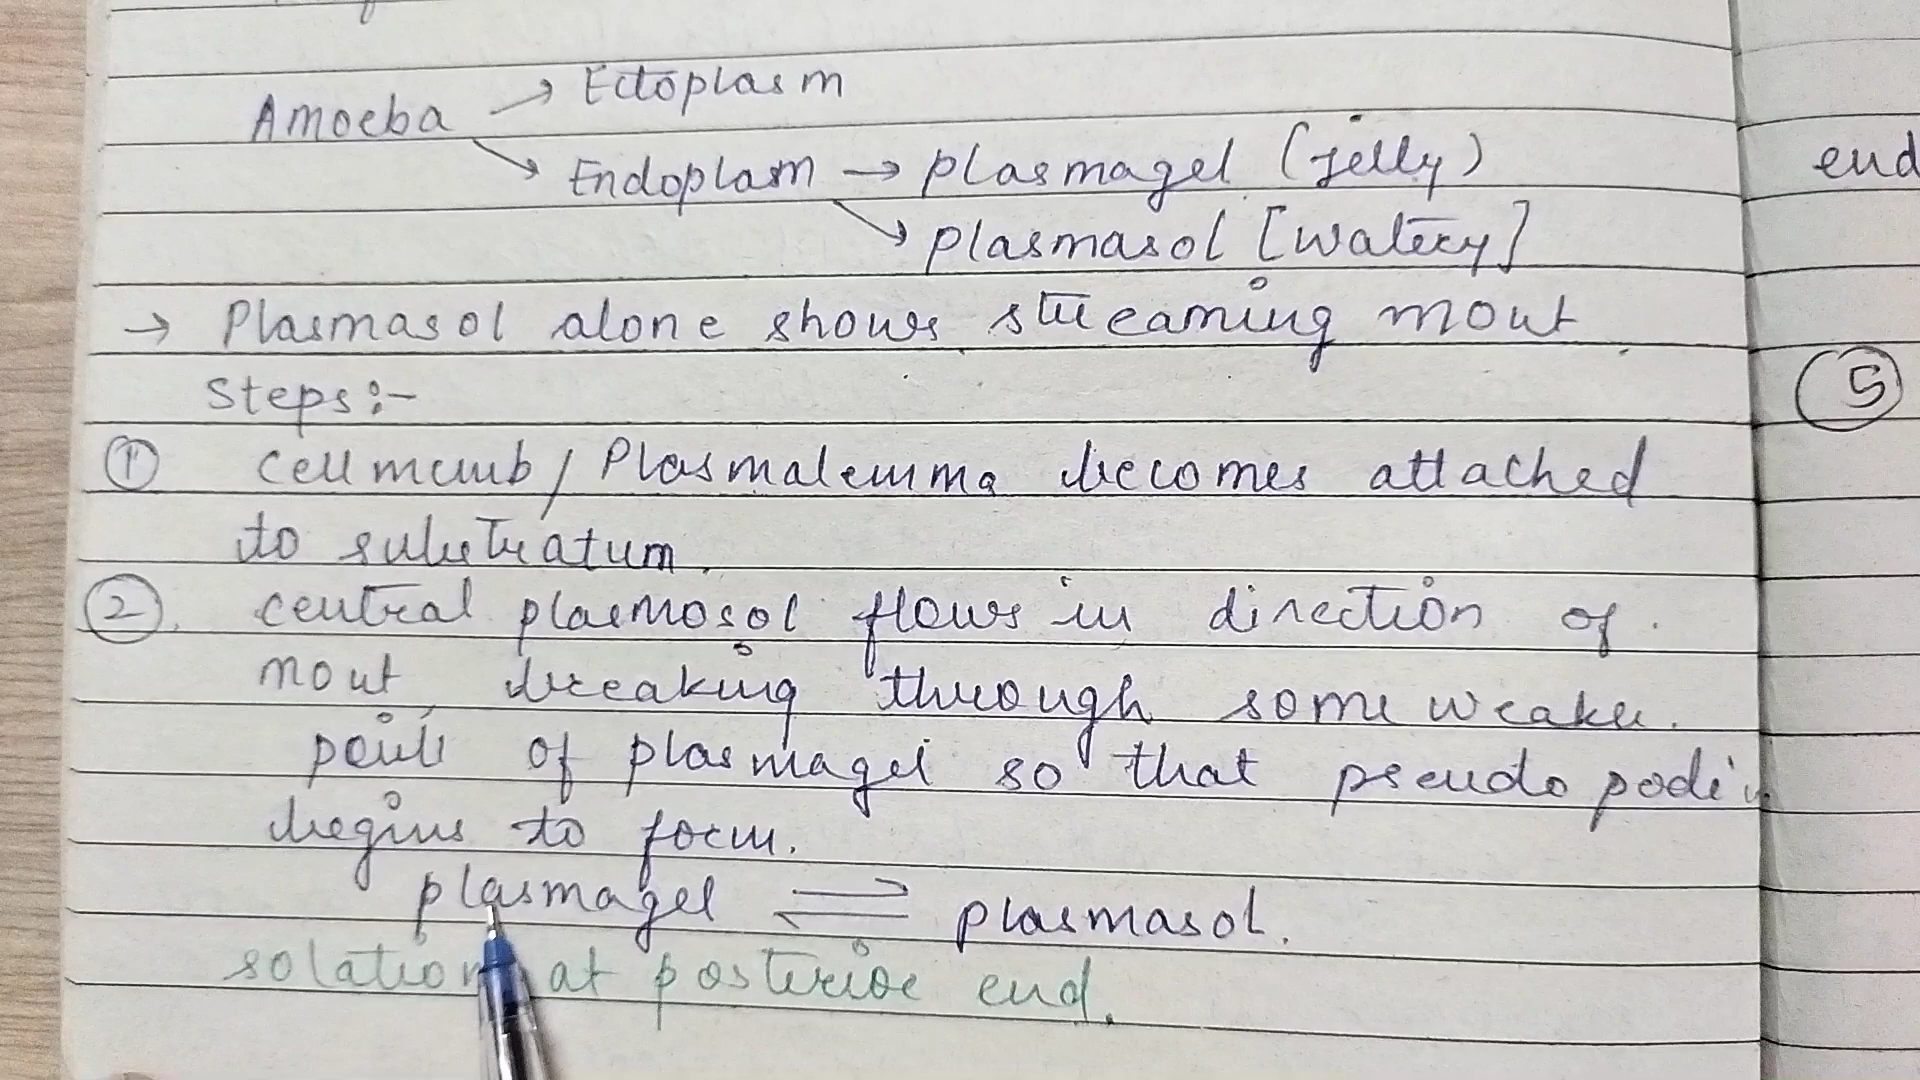 Amoeba → Ectoplasm
↘ Endoplasm → plasmagel (jelly)
↘ plasmasol [watery]
→ Plasmasol alone shows streaming mout
Steps:-
① cell memb/Plasmalemma becomes attached
to substratum.
② central plasmosol flows in direction of
mout, breaking through some weaker
point of plasmagel so that pseudopodi
begins to form.
plasmagel ⇌ plasmasol.
solation at posterior end.
end
⑤